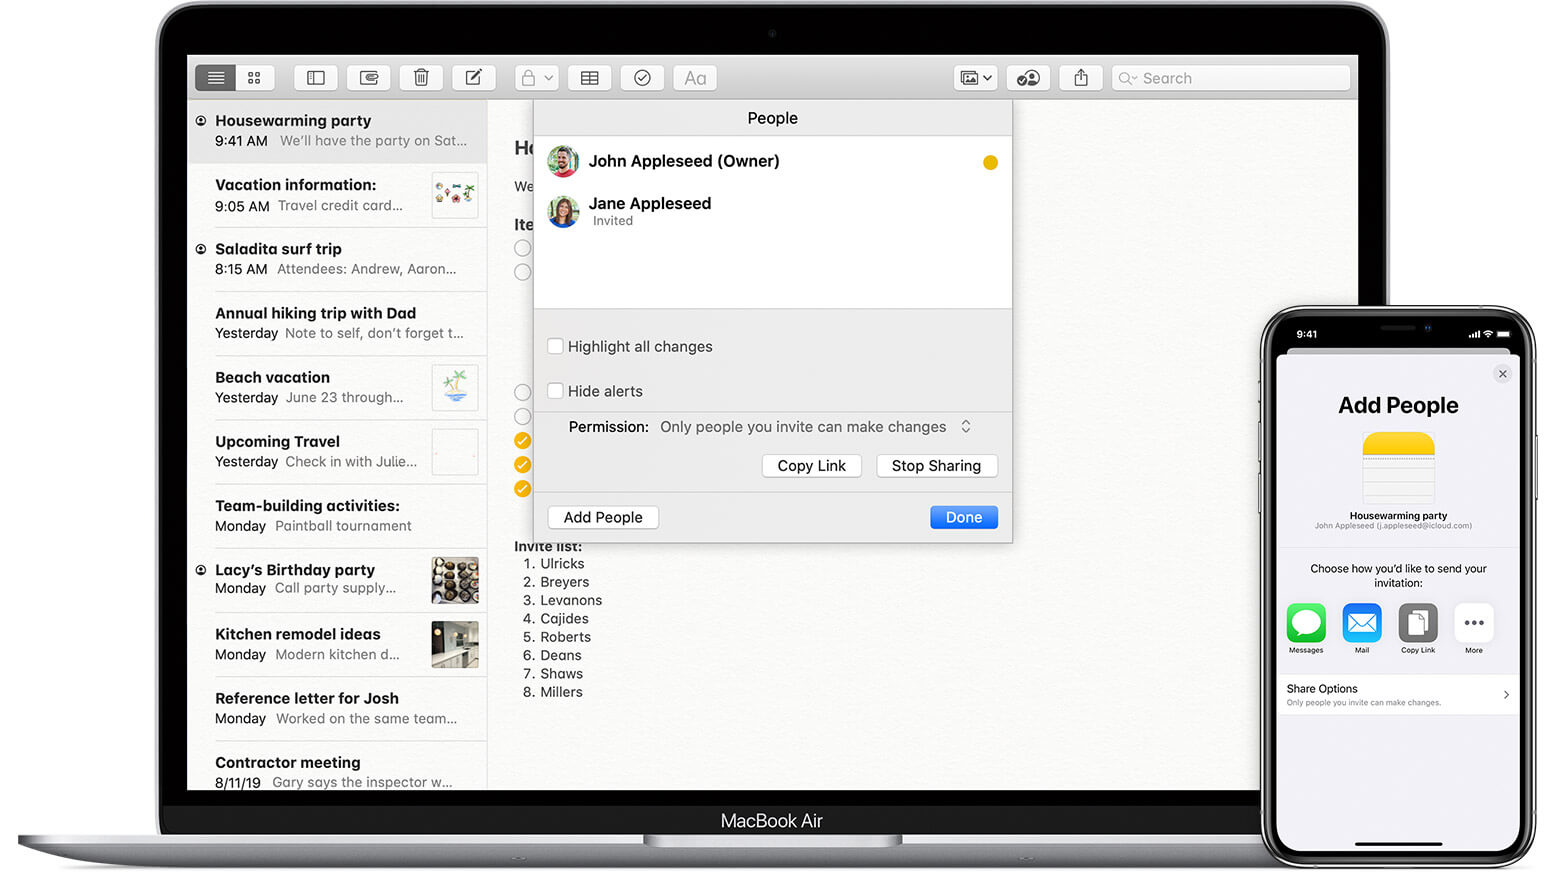 Aa
Search
Housewarming party
9:41 AM We’ll have the party on Sat...
Vacation information:
9:05 AM Travel credit card...
Saladita surf trip
8:15 AM Attendees: Andrew, Aaron...
Annual hiking trip with Dad
Yesterday Note to self, don’t forget t...
Beach vacation
Yesterday June 23 through...
Upcoming Travel
Yesterday Check in with Julie...
Team-building activities:
Monday Paintball tournament
Lacy’s Birthday party
Monday Call party supply...
Kitchen remodel ideas
Monday Modern kitchen d...
Reference letter for Josh
Monday Worked on the same team...
Contractor meeting
8/11/19 Gary says the inspector w...
We
Ite
People
John Appleseed (Owner)
Jane Appleseed
Invited
Highlight all changes
Hide alerts
Permission: Only people you invite can make changes
Copy Link Stop Sharing
Add People Done
Invite list:
1. Ulricks
2. Breyers
3. Levanons
4. Cajides
5. Roberts
6. Deans
7. Shaws
8. Millers
MacBook Air
9:41
Add People
Housewarming party
John Appleseed (j.appleseed@icloud.com)
Choose how you’d like to send your
invitation:
Messages Mail Copy Link More
Share Options
Only people you invite can make changes.